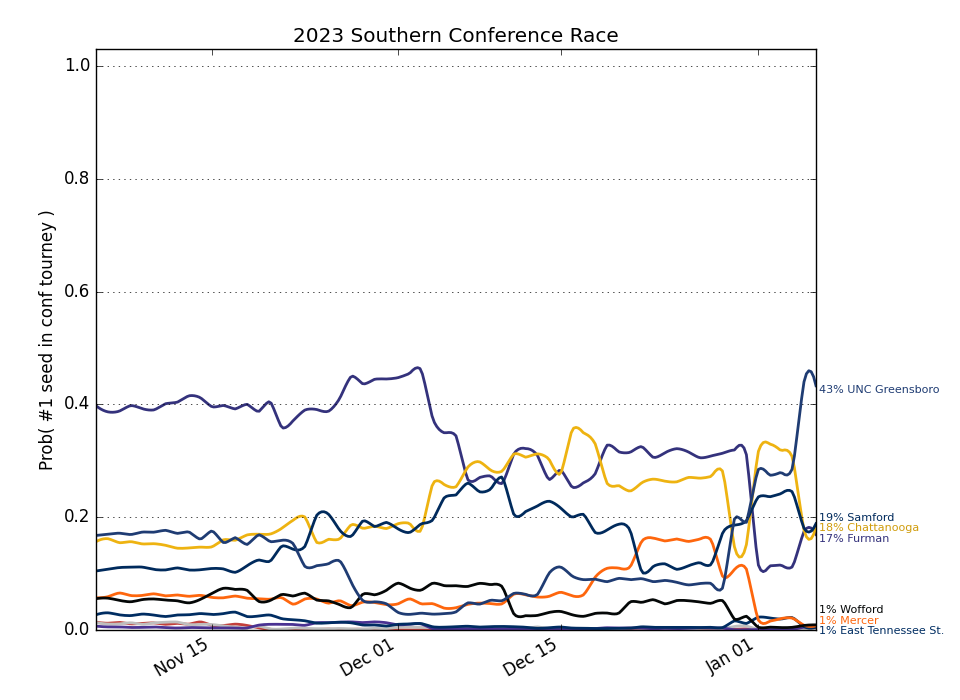 2023 Southern Conference Race
Prob( #1 seed in conf tourney )
1.0
0.8
0.6
0.4
0.2
0.0
Nov 15
Dec 01
Dec 15
Jan 01
43% UNC Greensboro
19% Samford
18% Chattanooga
17% Furman
1% Wofford
1% Mercer
1% East Tennessee St.